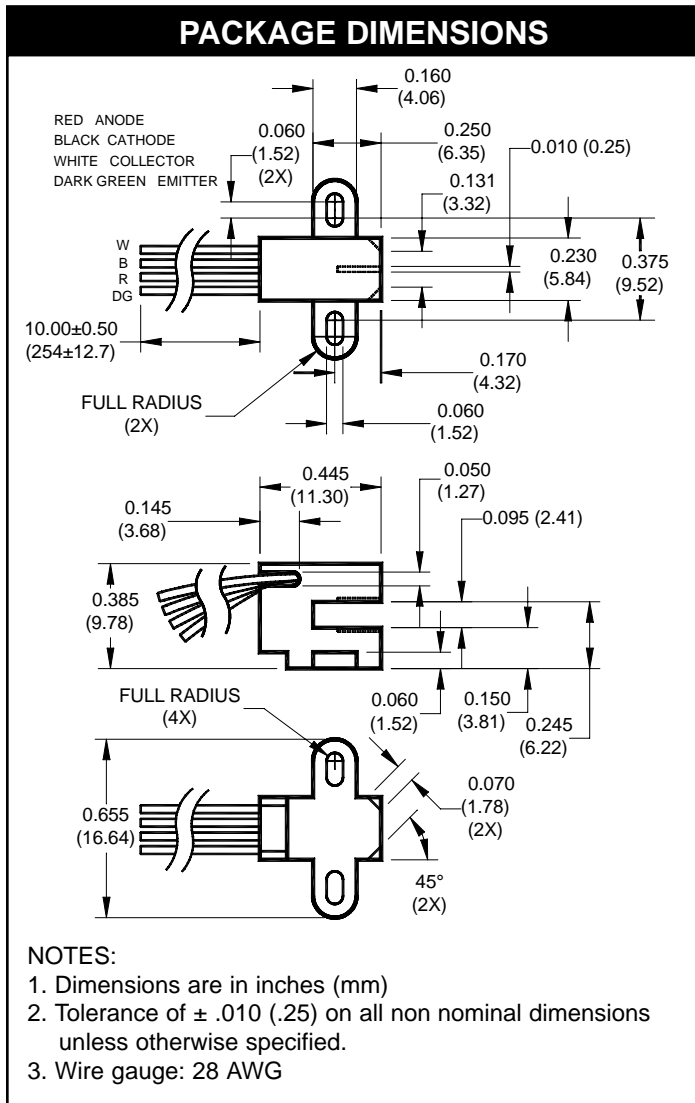 PACKAGE DIMENSIONS
RED ANODE
BLACK CATHODE
WHITE COLLECTOR
DARK GREEN EMITTER
0.060
(1.52)
(2X)
0.160
(4.06)
0.250
(6.35)
0.010 (0.25)
0.131
(3.32)
0.230
(5.84)
0.375
(9.52)
W
B
R
DG
10.00±0.50
(254±12.7)
FULL RADIUS
(2X)
0.170
(4.32)
0.060
(1.52)
0.445
(11.30)
0.145
(3.68)
0.050
(1.27)
0.095 (2.41)
0.385
(9.78)
0.060
(1.52)
0.150
(3.81)
0.245
(6.22)
FULL RADIUS
(4X)
0.655
(16.64)
0.070
(1.78)
(2X)
45°
(2X)
NOTES:
1. Dimensions are in inches (mm)
2. Tolerance of ± .010 (.25) on all non nominal dimensions
unless otherwise specified.
3. Wire gauge: 28 AWG